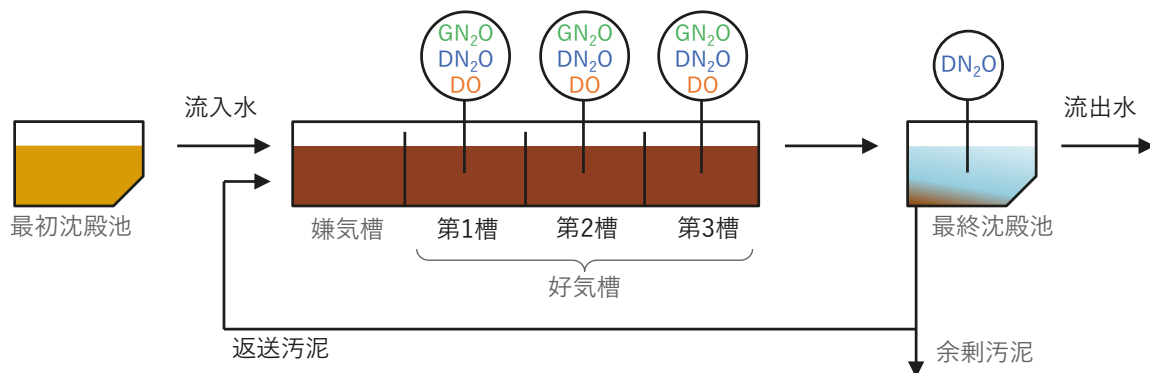 GN₂O
DN₂O
DO
GN₂O
DN₂O
DO
GN₂O
DN₂O
DO
DN₂O
流入水
流出水
最初沈殿池
嫌気槽
第1槽
第2槽
第3槽
最終沈殿池
好気槽
返送汚泥
余剰汚泥